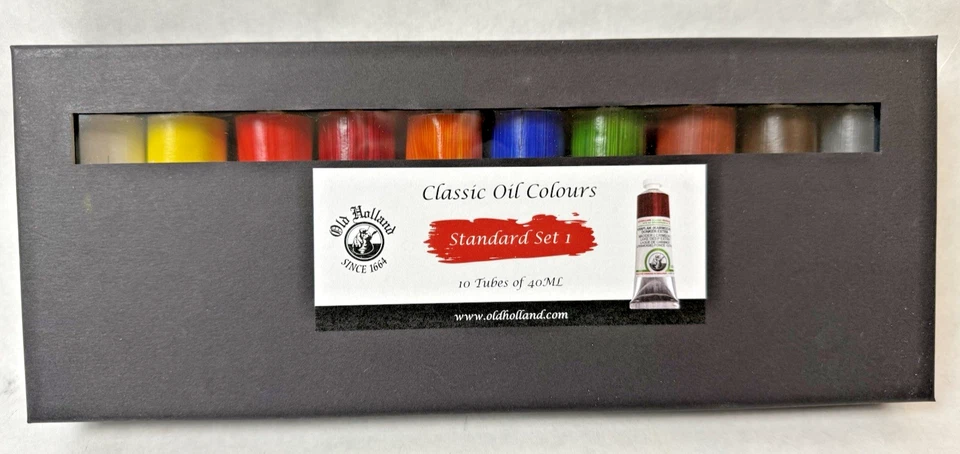 Classic Oil Colours
Old Holland
SINCE 1664
Standard Set 1
10 Tubes of 40ML
www.oldholland.com